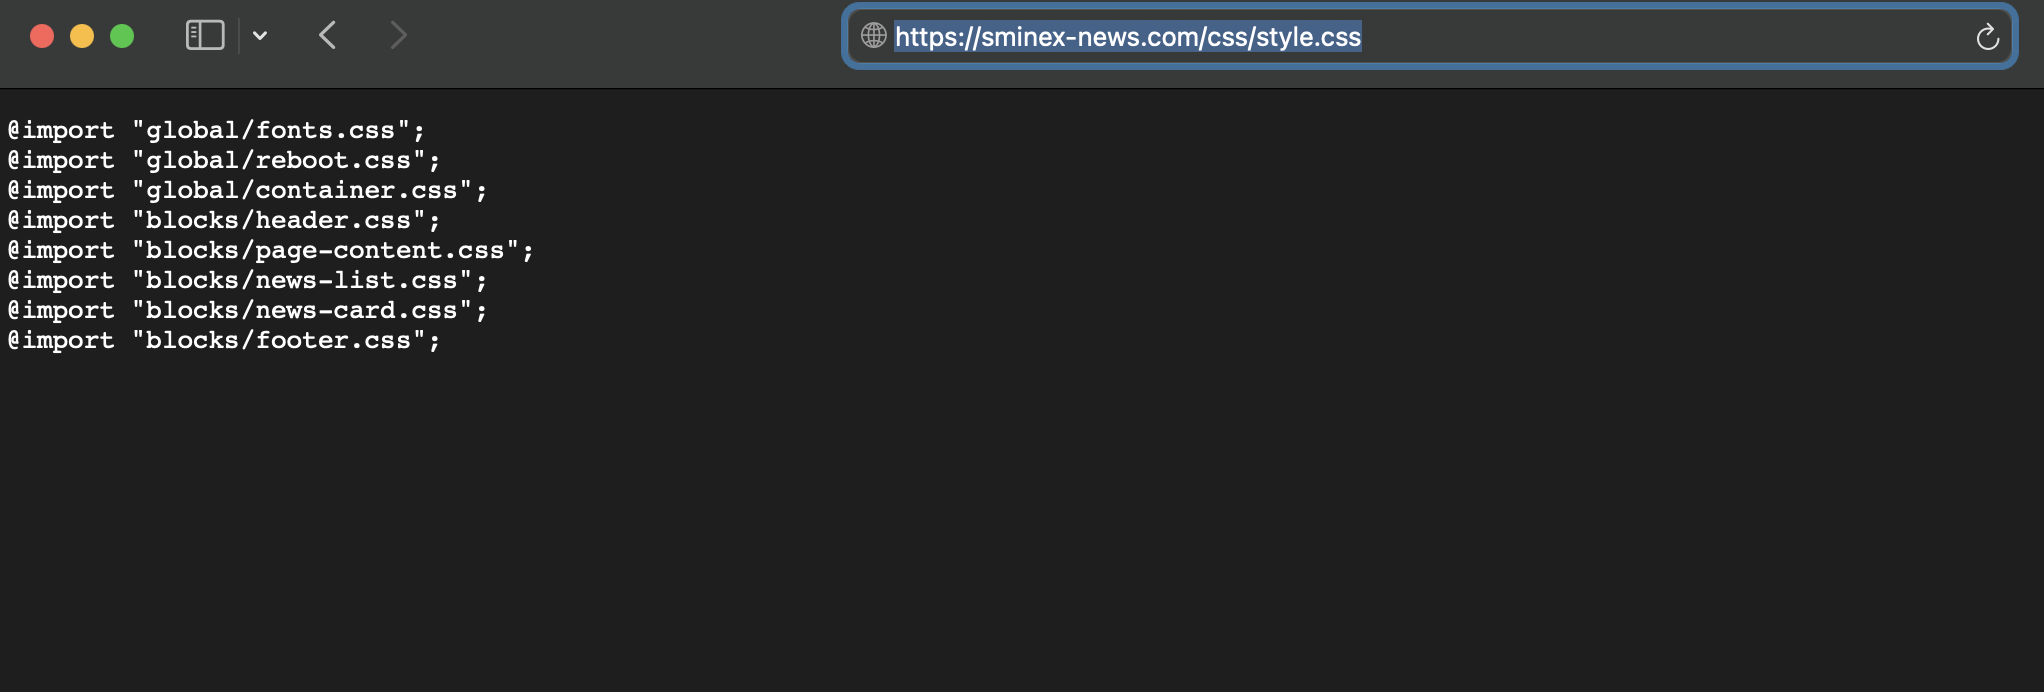 https://sminex-news.com/css/style.css
@import "global/fonts.css";
@import "global/reboot.css";
@import "global/container.css";
@import "blocks/header.css";
@import "blocks/page-content.css";
@import "blocks/news-list.css";
@import "blocks/news-card.css";
@import "blocks/footer.css";